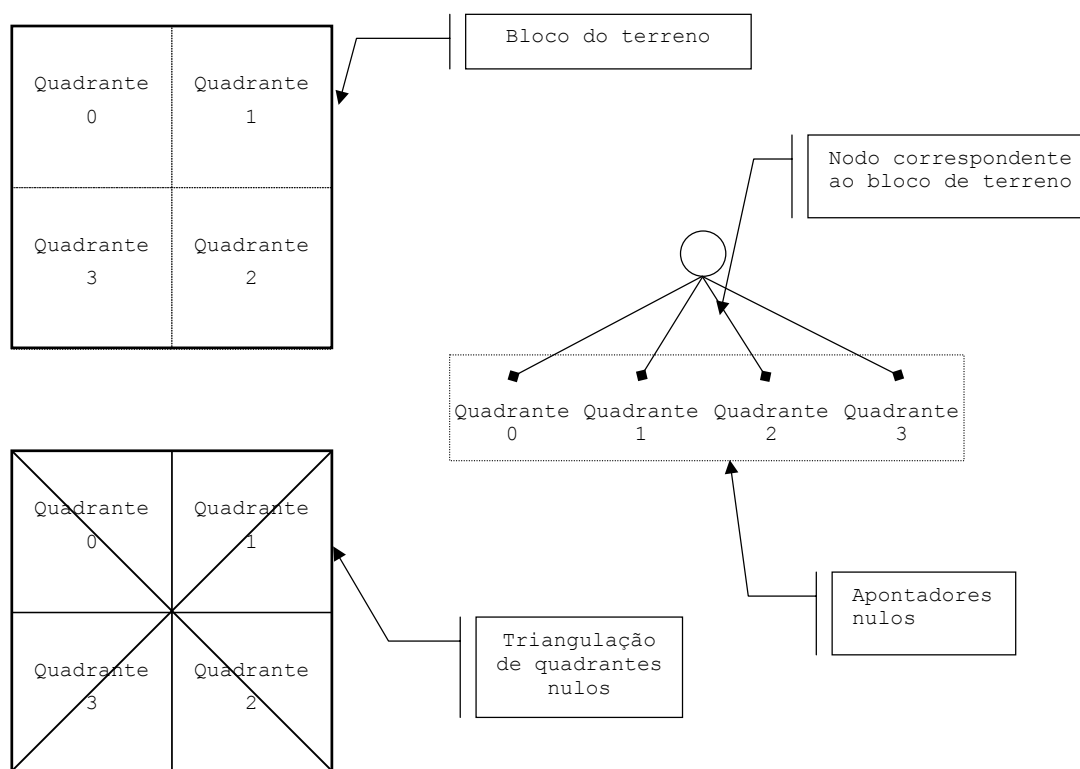 Bloco do terreno
Quadrante
0
Quadrante
1
Quadrante
3
Quadrante
2
Nodo correspondente
ao bloco de terreno
Quadrante Quadrante Quadrante Quadrante
0 1 2 3
Quadrante
0
Quadrante
1
Quadrante
3
Quadrante
2
Apontadores
nulos
Triangulação
de quadrantes
nulos